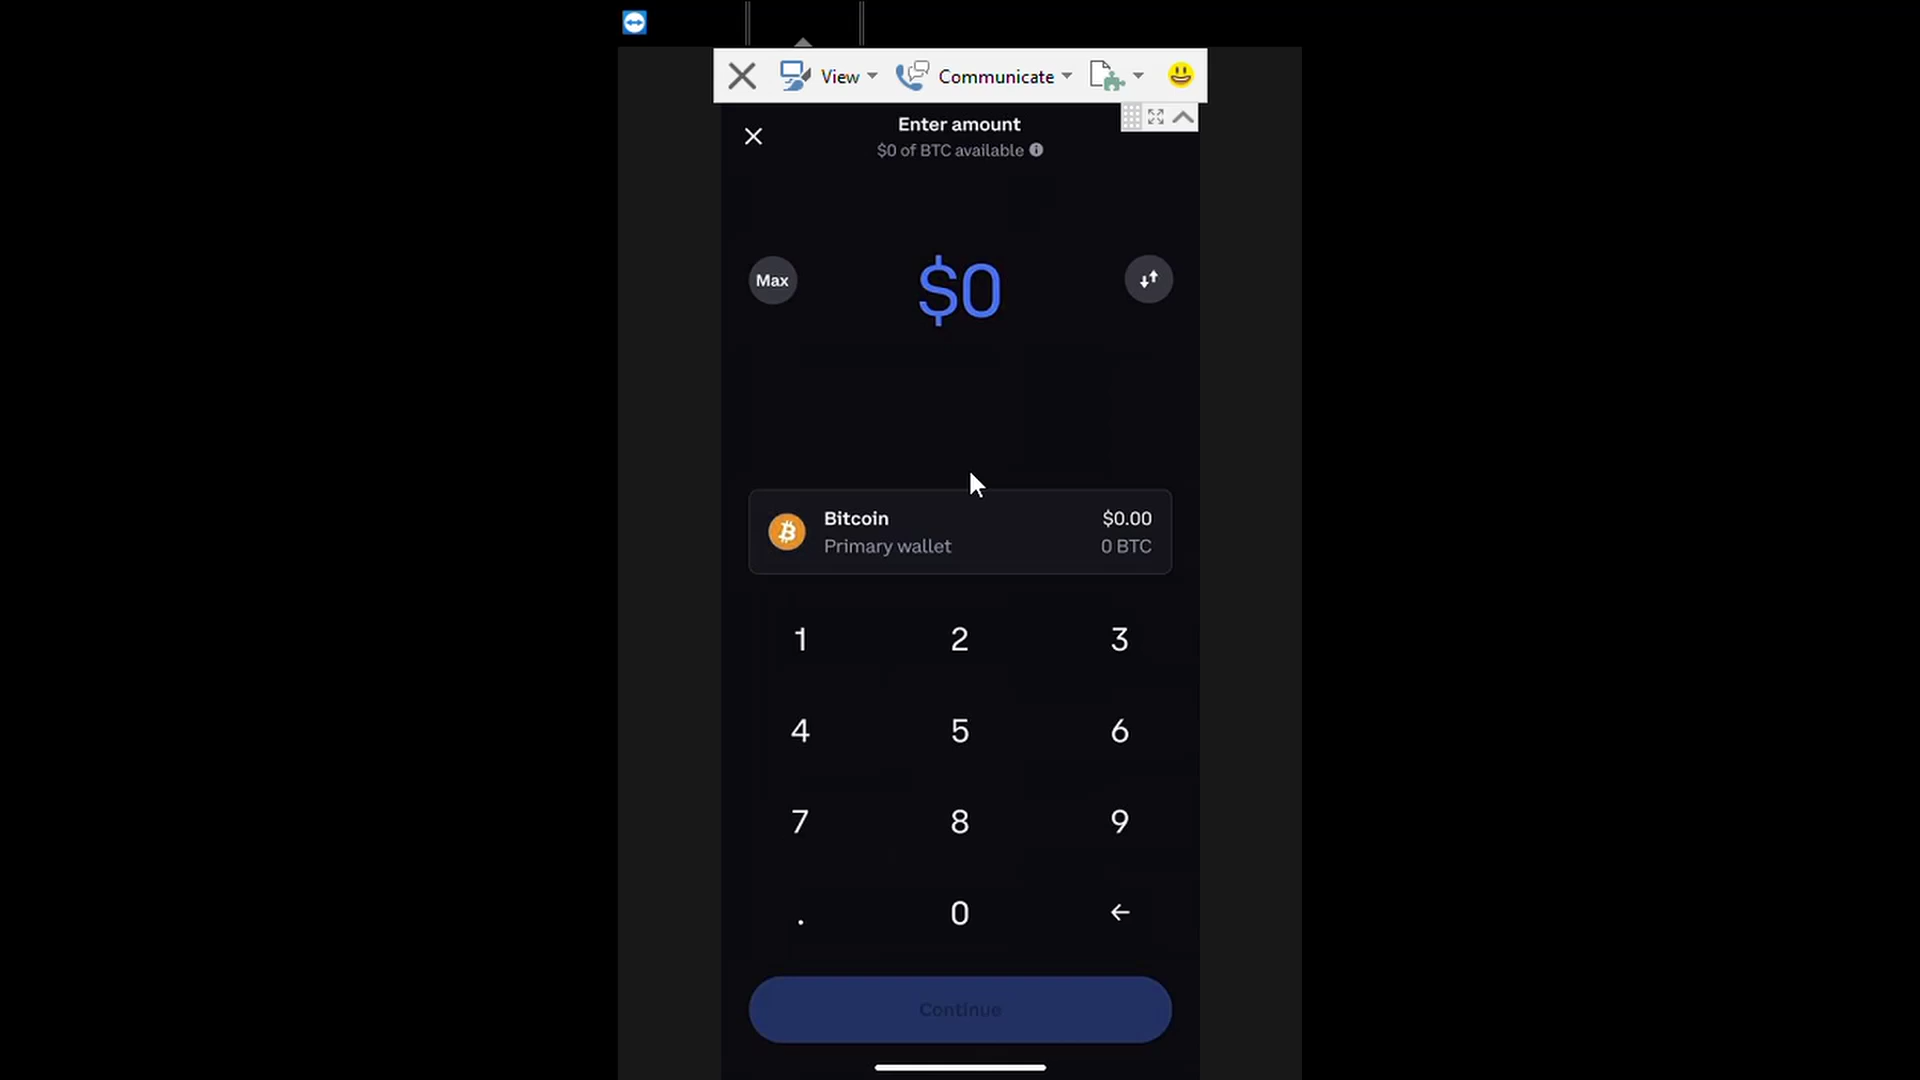 View
Communicate
Enter amount
$0 of BTC available
Max
$0
Bitcoin
$0.00
Primary wallet
0 BTC
1 2 3
4 5 6
7 8 9
. 0
Continue